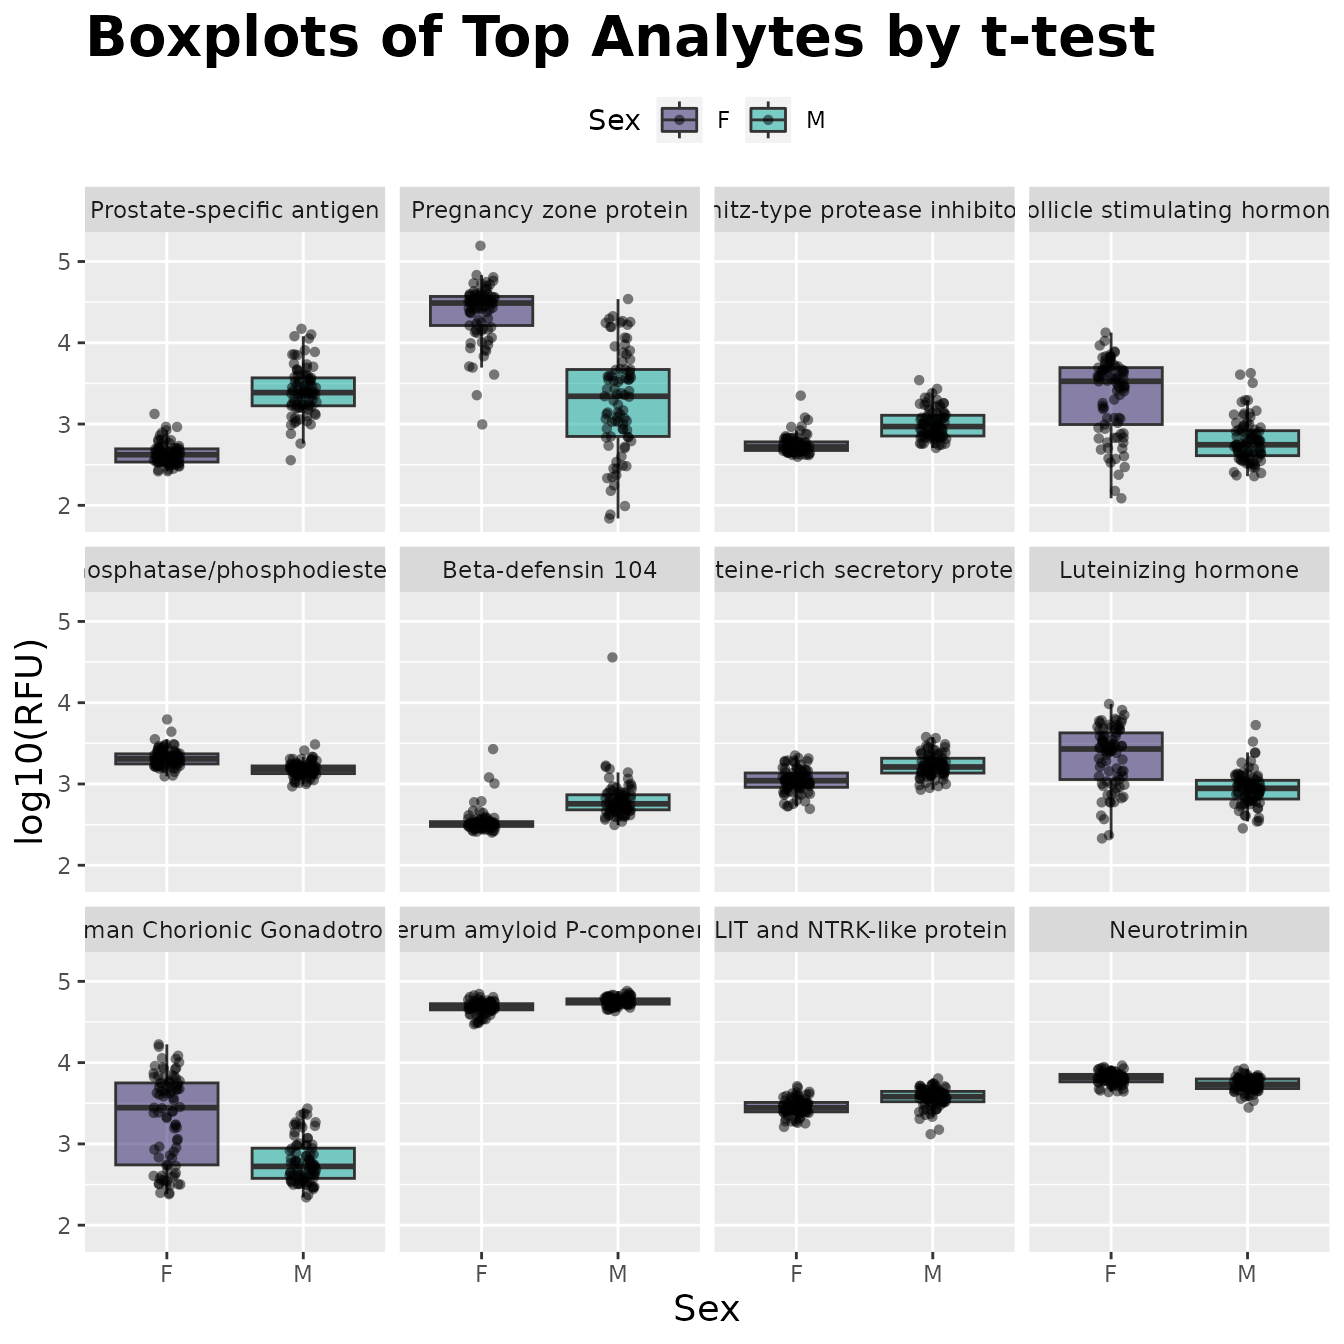 Boxplots of Top Analytes by t-test
Sex F M
Prostate-specific antigen
Pregnancy zone protein
nitz-type protease inhibito
ollicle stimulating hormon
5
4
3
2
osphatase/phosphodieste
Beta-defensin 104
teine-rich secretory prote
Luteinizing hormone
5
4
3
2
log10(RFU)
man Chorionic Gonadotro
erum amyloid P-componen
LIT and NTRK-like protein
Neurotrimin
5
4
3
2
F M F M F M F M
Sex